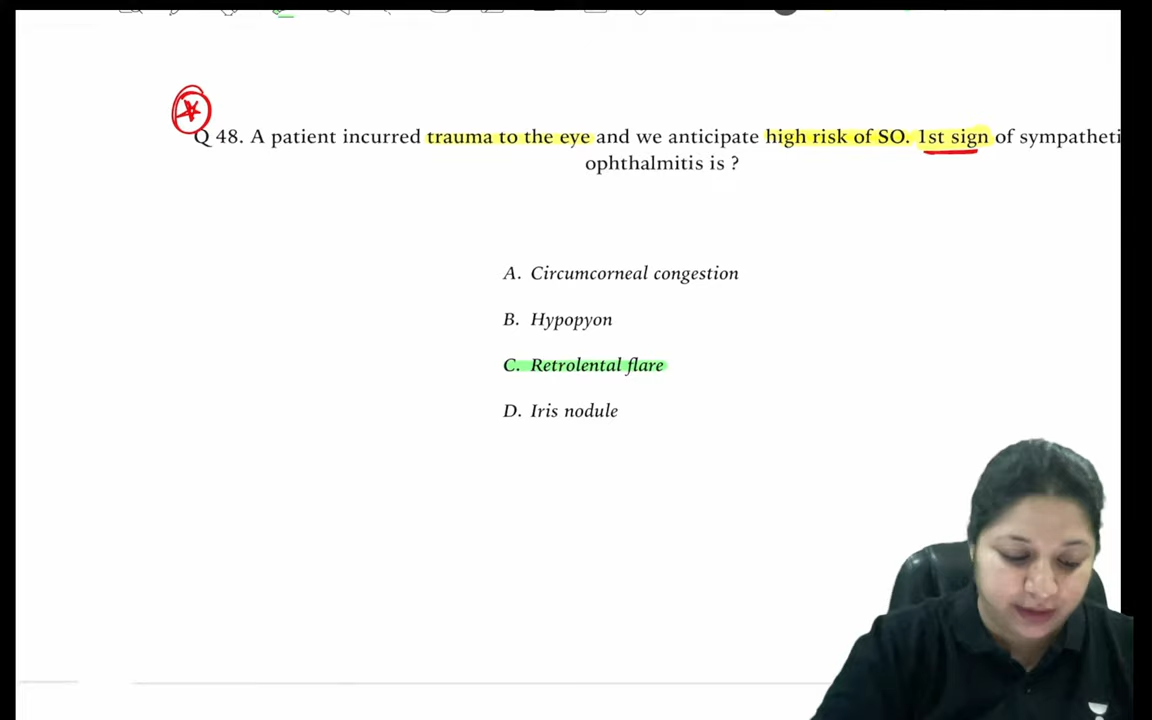 Q 48. A patient incurred trauma to the eye and we anticipate high risk of SO. 1st sign of sympatheti
ophthalmitis is ?
A. Circumcorneal congestion
B. Hypopyon
C. Retrolental flare
D. Iris nodule